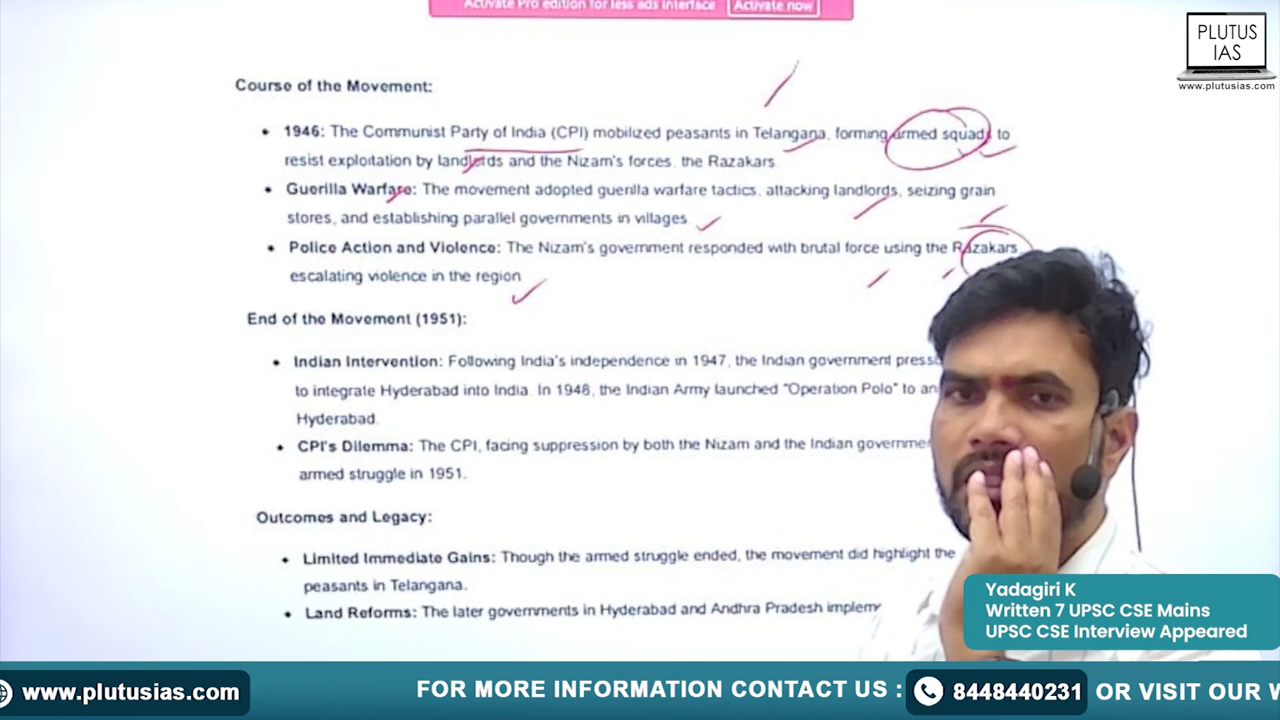 Activate Pro edition for less ads interface Activate now
PLUTUS
IAS
www.plutusias.com
Course of the Movement:
• 1946: The Communist Party of India (CPI) mobilized peasants in Telangana, forming armed squads to
resist exploitation by landlords and the Nizam's forces, the Razakars.
• Guerilla Warfare: The movement adopted guerilla warfare tactics, attacking landlords, seizing grain
stores, and establishing parallel governments in villages
• Police Action and Violence: The Nizam's government responded with brutal force using the Razakars
escalating violence in the region
End of the Movement (1951):
• Indian Intervention: Following India's independence in 1947, the Indian government
to integrate Hyderabad into India. In 1948, the Indian Army launched "Operation Polo" to
Hyderabad.
• CPI's Dilemma: The CPI, facing suppression by both the Nizam and the Indian
armed struggle in 1951.
Outcomes and Legacy:
• Limited Immediate Gains: Though the armed struggle ended, the movement did highlight the
peasants in Telangana.
• Land Reforms: The later governments in Hyderabad and Andhra Pradesh
Yadagiri K
Written 7 UPSC CSE Mains
UPSC CSE Interview Appeared
www.plutusias.com
FOR MORE INFORMATION CONTACT US : 8448440231 OR VISIT OUR W